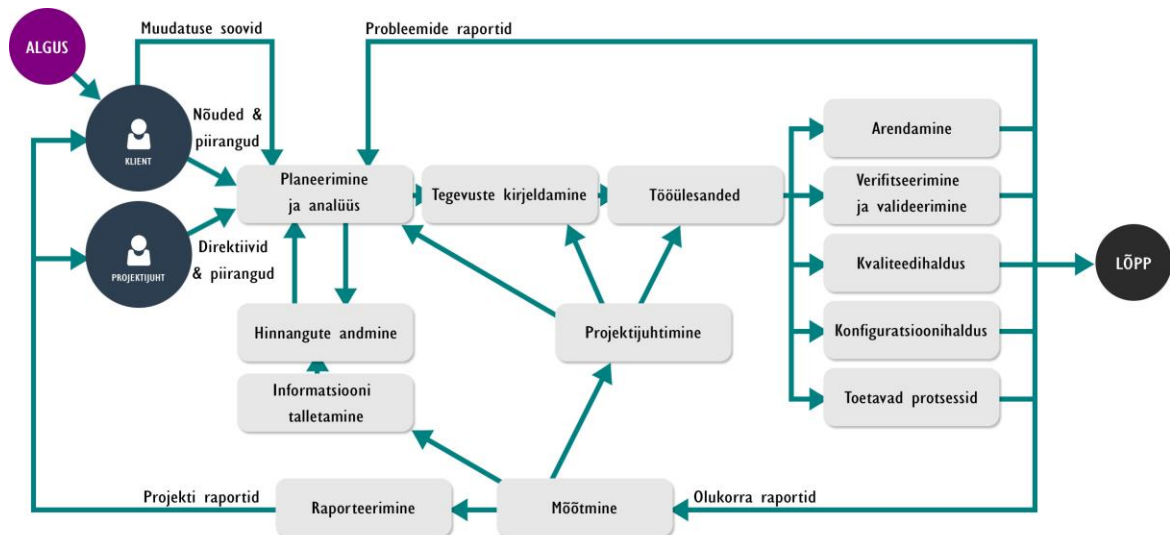 ALGUS
Muudatuse soovid
Probleemide raportid
KLIENT
Nõuded &
piirangud
PROJEKTIJUHT
Direktiivid
& piirangud
Planeerimine
ja analüüs
Tegevuste kirjeldamine
Tööülesanded
Arendamine
Verifitseerimine
ja valideerimine
Kvaliteedihaldus
Konfiguratsioonihaldus
Toetavad protsessid
LÕPP
Hinnangute andmine
Projektijuhtimine
Informatsiooni
talletamine
Projekti raportid
Raporteerimine
Mõõtmine
Olukorra raportid